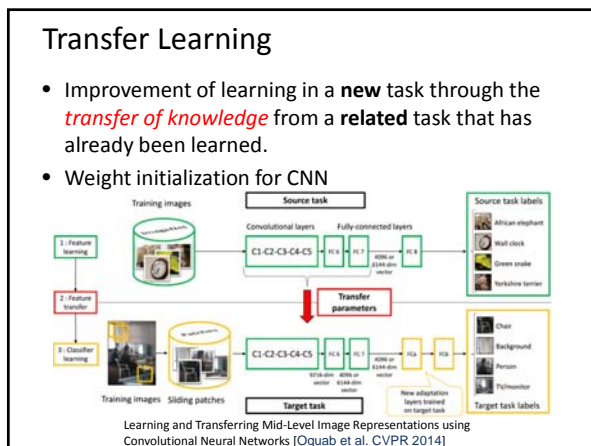 Transfer Learning
• Improvement of learning in a new task through the
transfer of knowledge from a related task that has
already been learned.
• Weight initialization for CNN
Source task
Source task labels
Training images
Convolutional layers
Fully-connected layers
African elephant
Wall clock
Green snake
Yorkshire terrier
1 : Feature
learning
C1-C2-C3-C4-C5
FC 6
FC 7
4096 or
6144-dim
vector
FC 8
2 : Feature
transfer
Transfer
parameters
3 : Classifier
learning
C1-C2-C3-C4-C5
FC 6
FC 7
4096 or
6144-dim
vector
FCa
FCb
Chair
Background
Person
TV/monitor
9216-dim
vector
4096 or
6144-dim
vector
New adaptation
layers trained
on target task
Training images
Sliding patches
Target task
Target task labels
Learning and Transferring Mid-Level Image Representations using
Convolutional Neural Networks [Oquab et al. CVPR 2014]